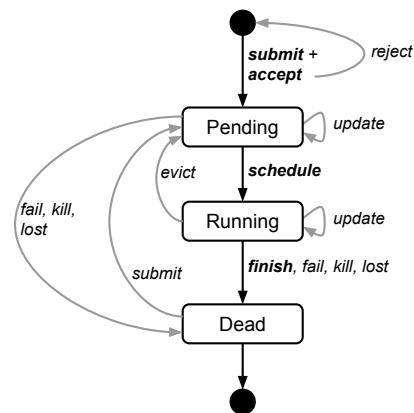 submit +
accept
reject
Pending
update
evict
schedule
fail, kill,
lost
Running
update
submit
finish, fail, kill, lost
Dead